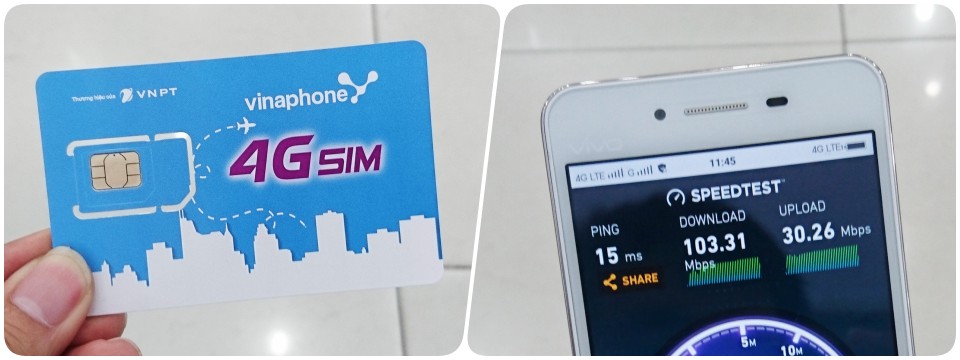 Thương hiệu của VNPT
vinaphone
4G SIM
vivo
4G LTE G 11:45 4G LTE
SPEEDTEST™
PING DOWNLOAD UPLOAD
15 ms 103.31 Mbps 30.26 Mbps
SHARE
5M 10M